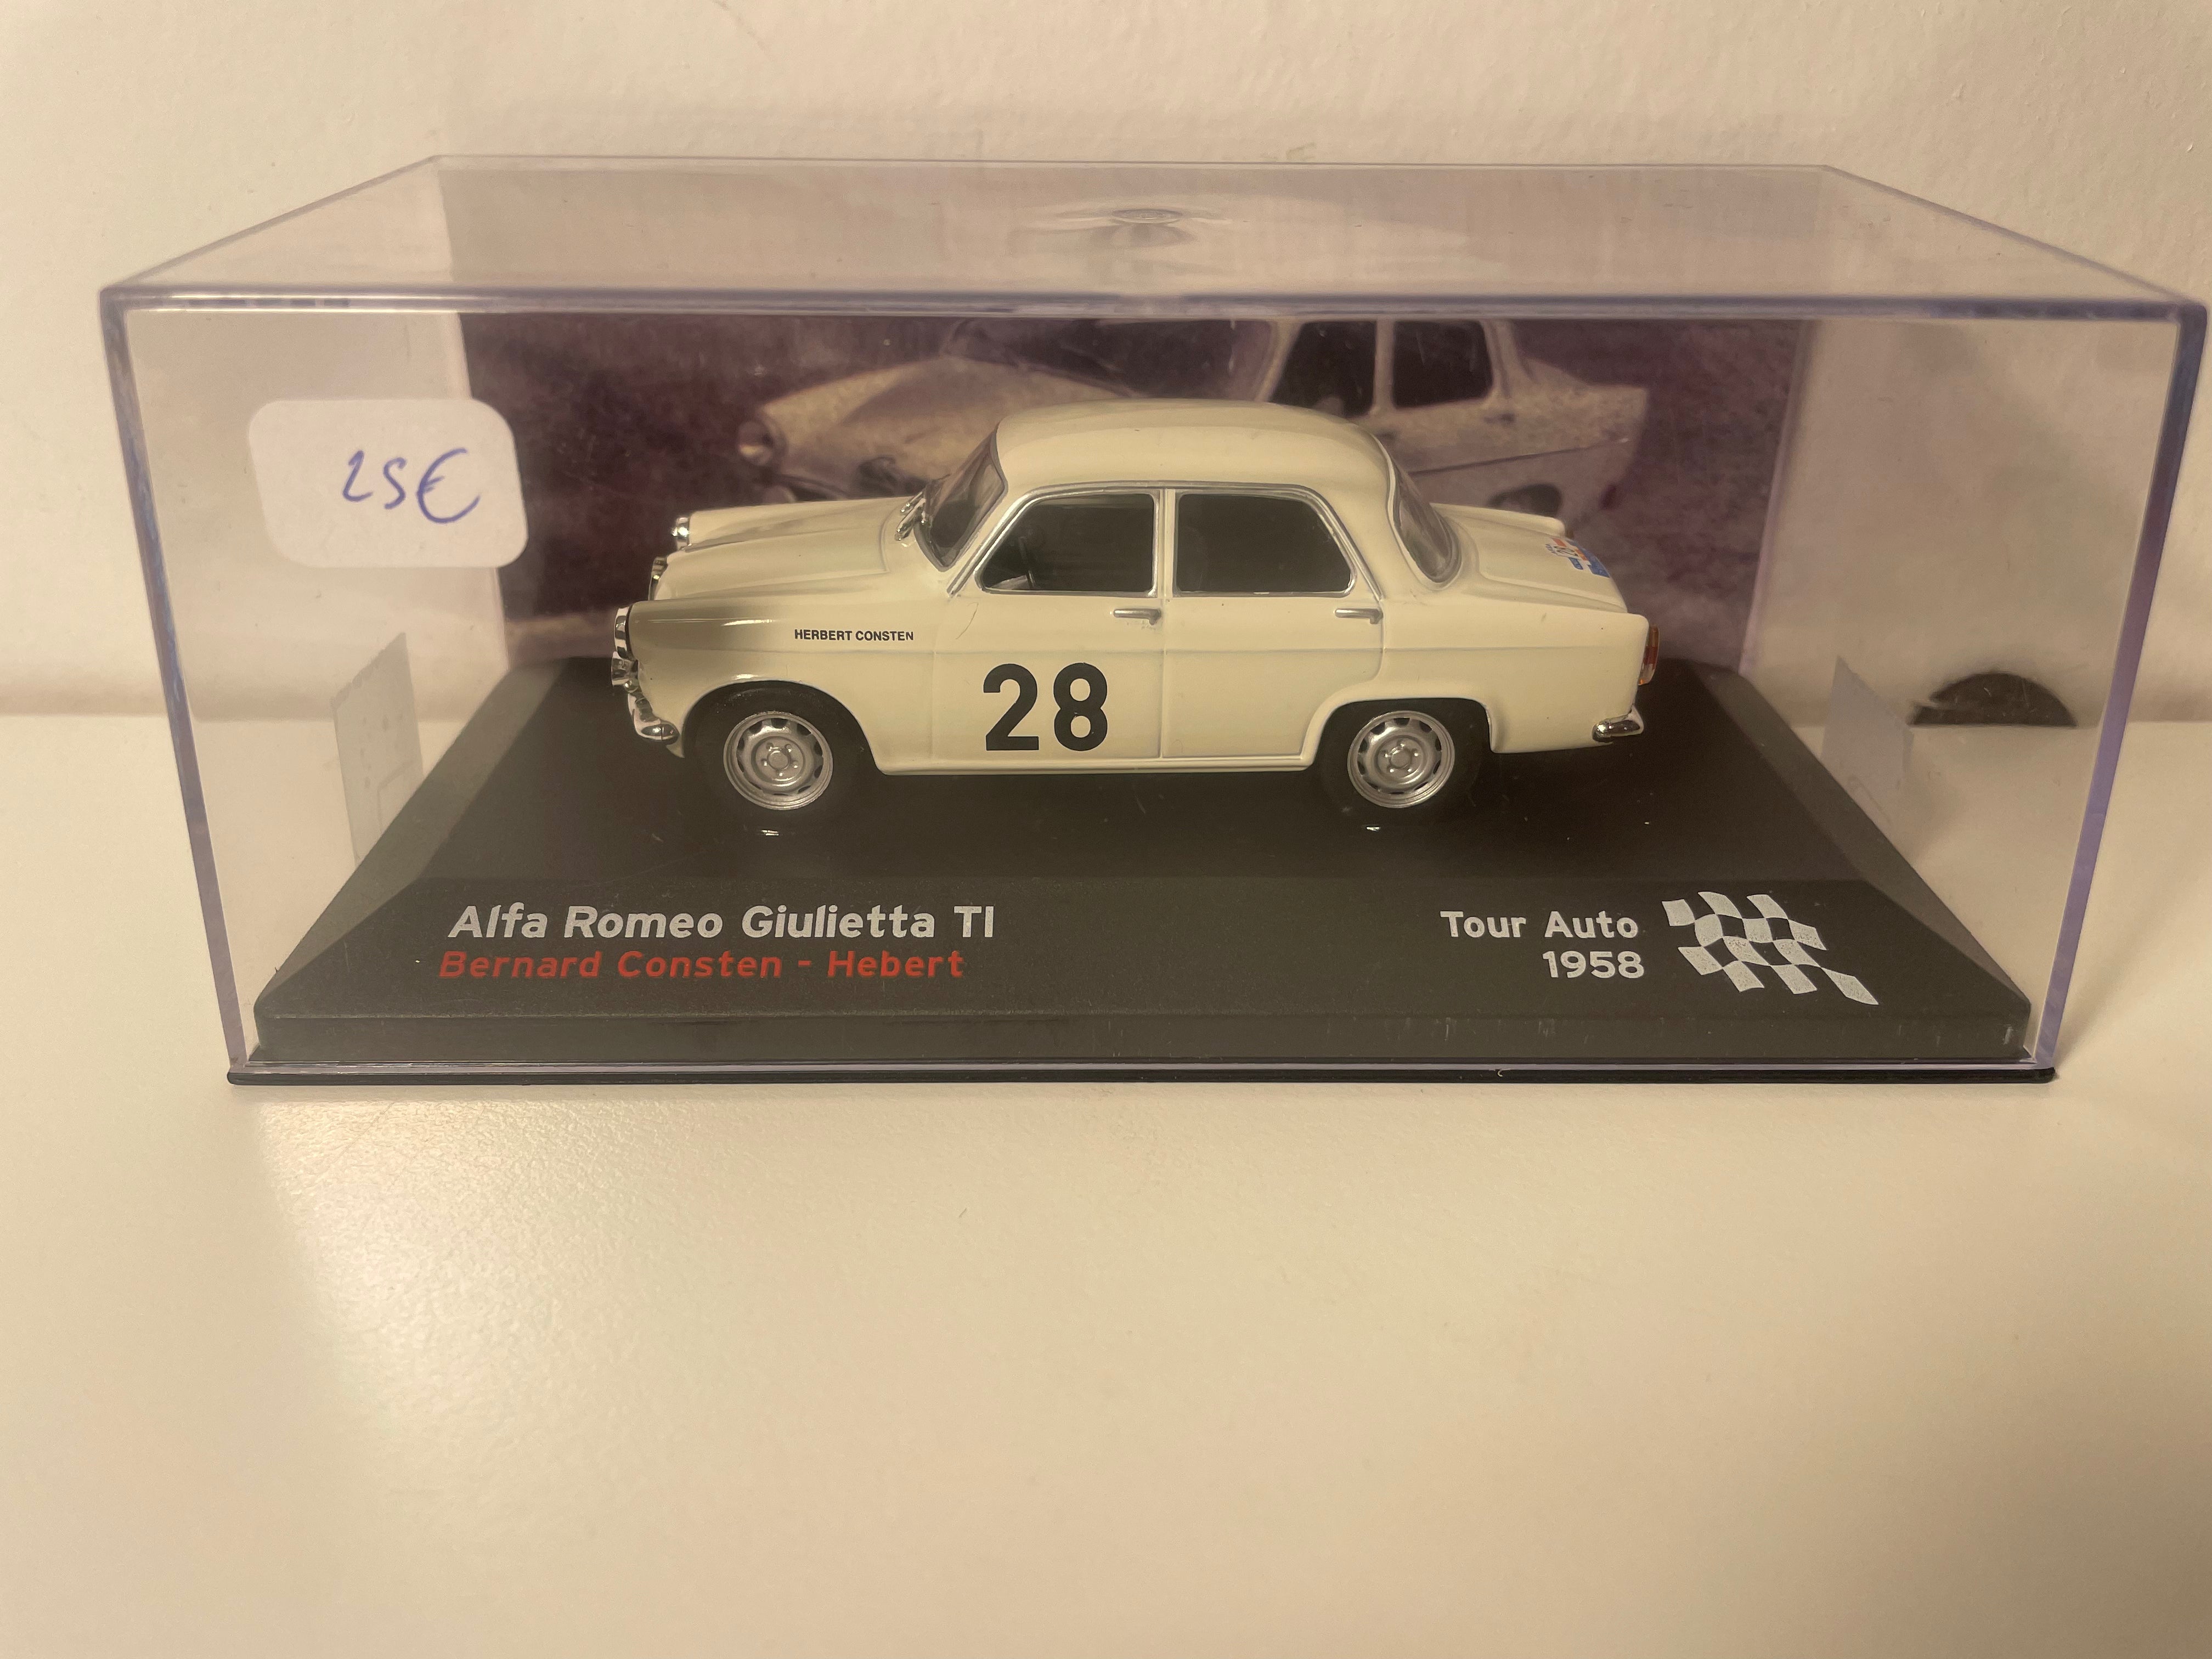 25€
HERBERT CONSTEN
28
Alfa Romeo Giulietta TI
Bernard Consten - Hebert
Tour Auto
1958